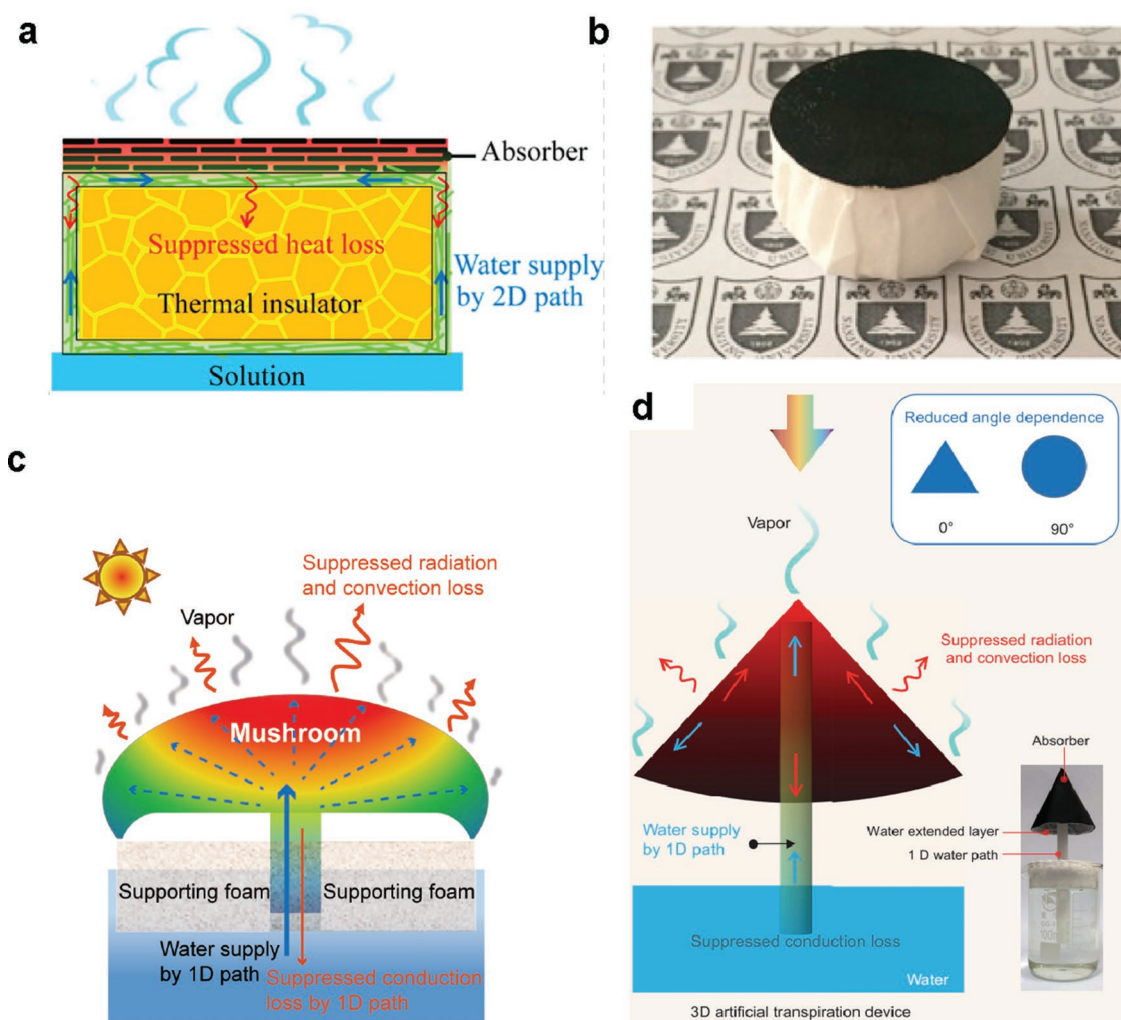 a
Absorber
Suppressed heat loss
Thermal insulator
Water supply
by 2D path
Solution
b
NANJING UNIVERSITY
1902
c
Suppressed radiation
and convection loss
Vapor
Mushroom
Supporting foam
Supporting foam
Water supply
by 1D path
Suppressed conduction
loss by 1D path
d
Reduced angle dependence
0°
90°
Vapor
Suppressed radiation
and convection loss
Water supply
by 1D path
Suppressed conduction loss
Water
3D artificial transpiration device
Absorber
Water extended layer
1 D water path